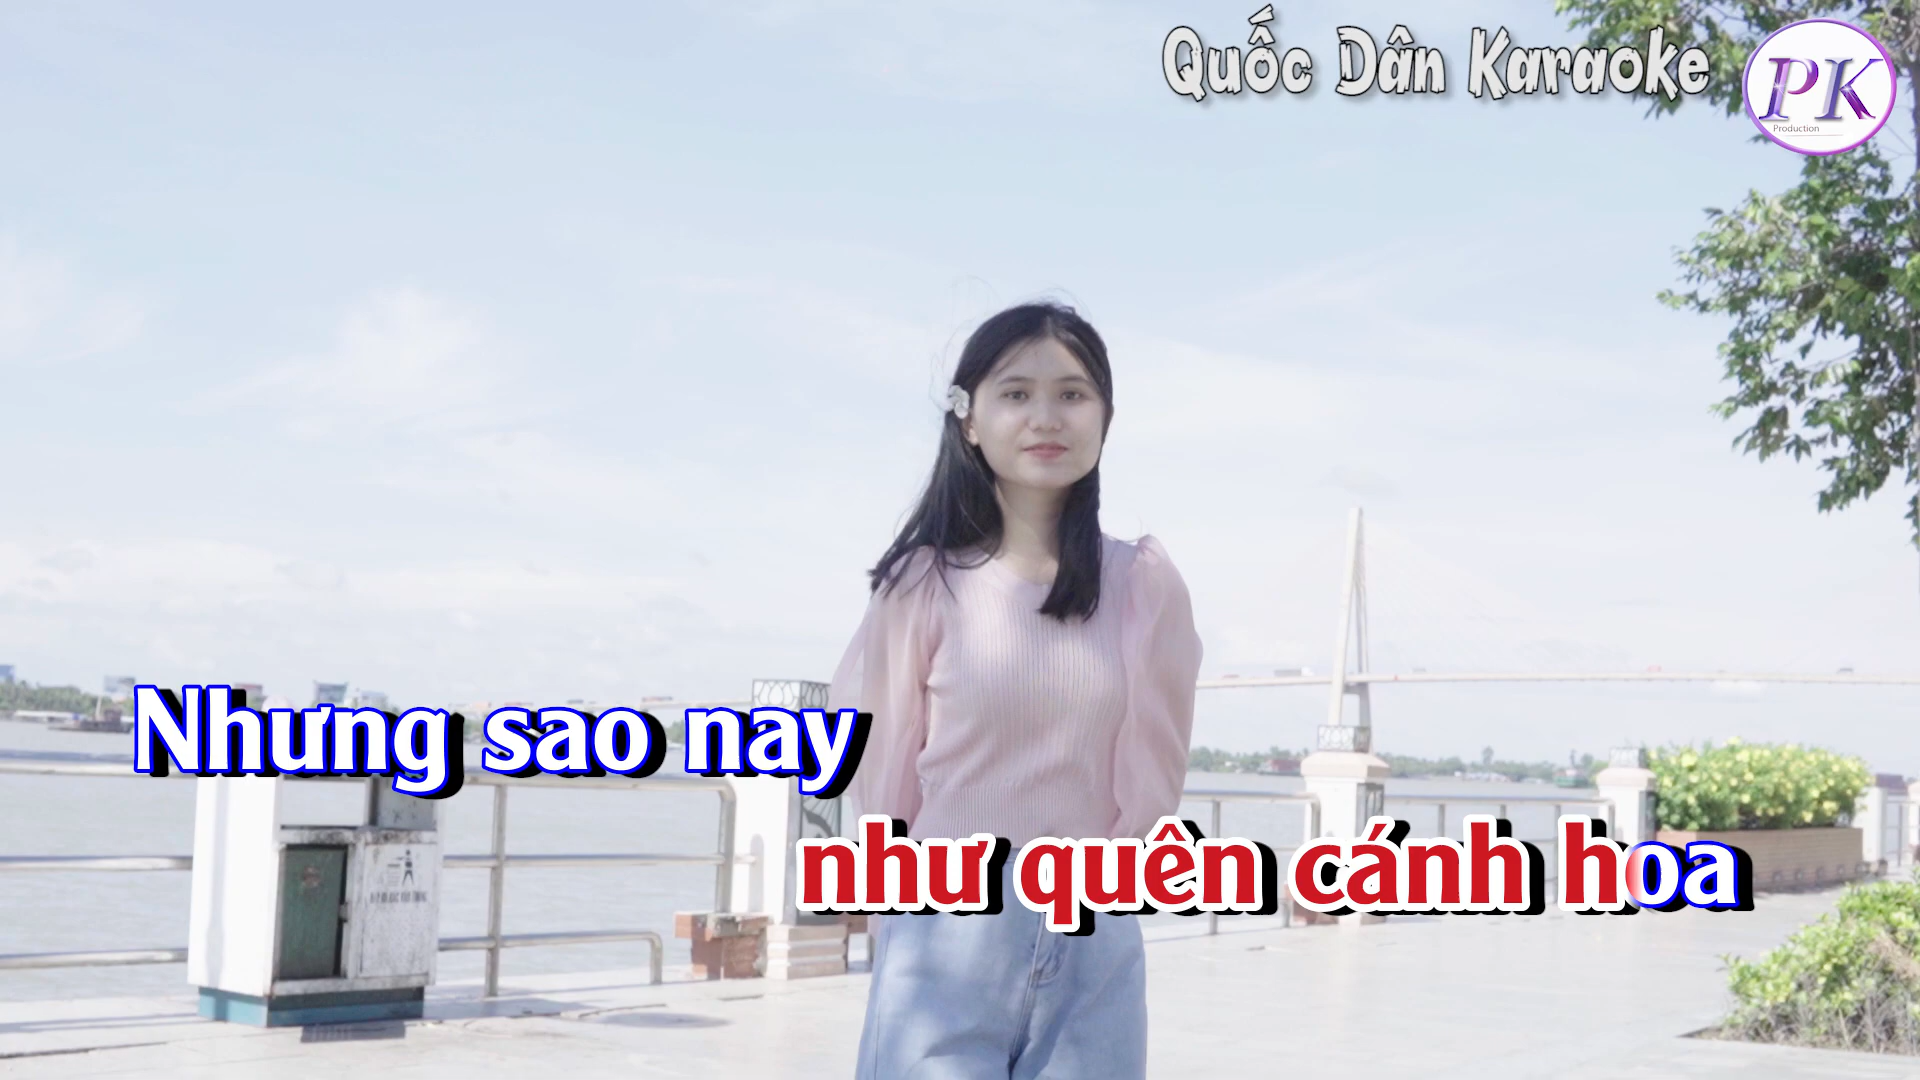 Quốc Dân Karaoke
PK
Production
Nhưng sao nay
như quên cánh hoa